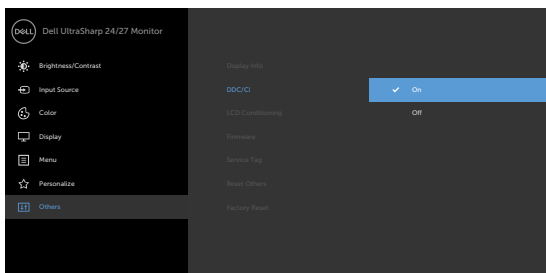 DELL Dell UltraSharp 24/27 Monitor
Brightness/Contrast
Input Source
Color
Display
Menu
Personalize
Others
Display Info
DDC/CI
LCD Conditioning
Firmware
Service Tag
Reset Others
Factory Reset
On
Off